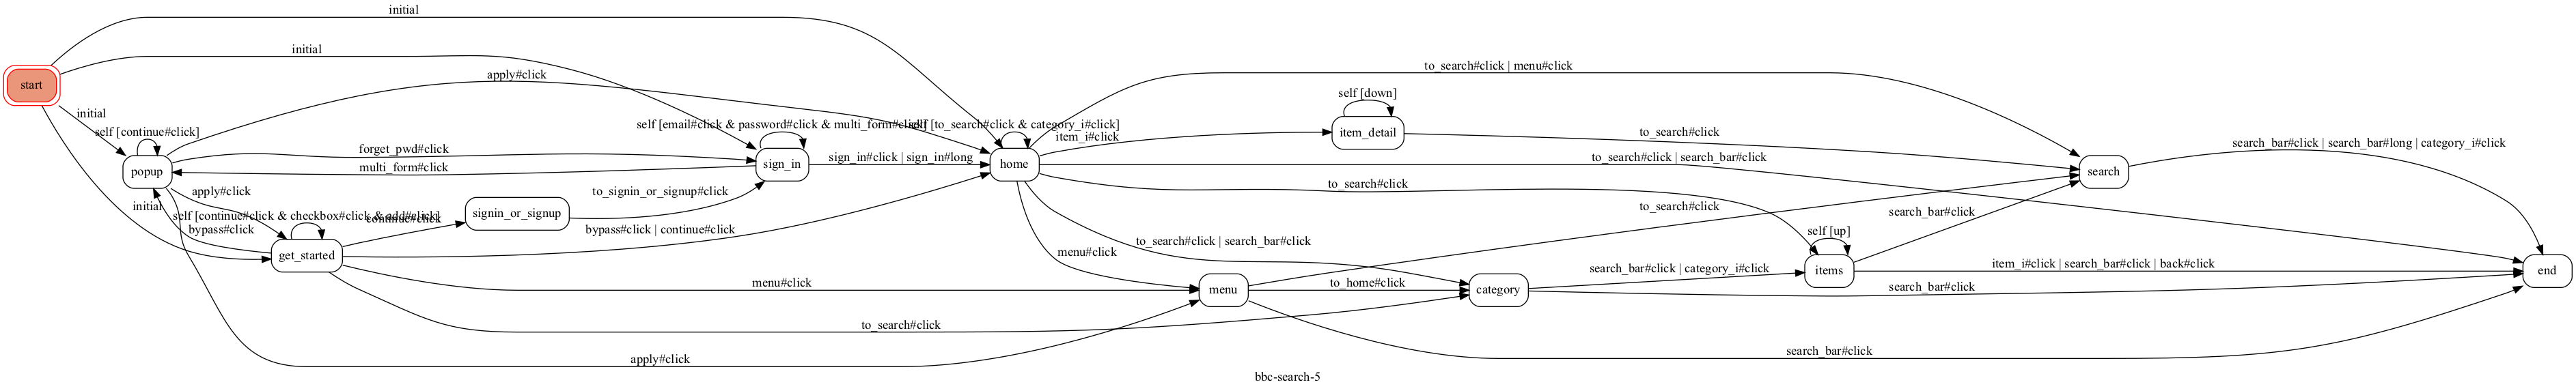 initial
initial
apply#click
to_search#click | menu#click
start
self [down]
initial
self [continue#click]
self [email#click & password#click & multi_form#click]
self [to_search#click & category_i#click]
item_i#click
item_detail
to_search#click
search_bar#click | search_bar#long | category_i#click
forget_pwd#click
sign_in#click | sign_in#long
to_search#click | search_bar#click
popup
multi_form#click
sign_in
home
search
apply#click
to_signin_or_signup#click
to_search#click
initial
self [continue#click & checkbox#click & add#click]
continue#click
signin_or_signup
to_search#click
search_bar#click
bypass#click
bypass#click | continue#click
to_search#click | search_bar#click
self [up]
get_started
menu#click
search_bar#click | category_i#click
items
item_i#click | search_bar#click | back#click
end
menu#click
menu
to_home#click
category
search_bar#click
to_search#click
apply#click
search_bar#click
bbc-search-5